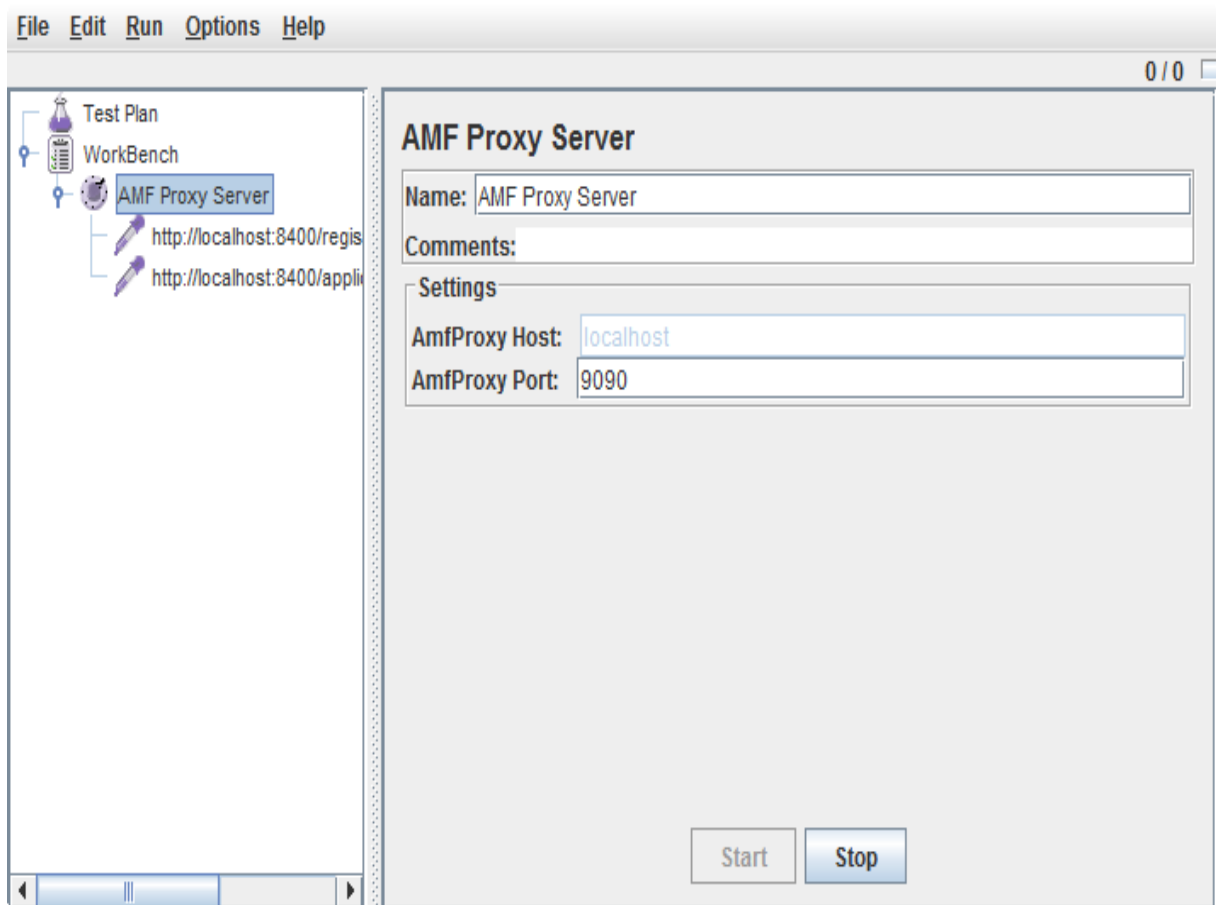 File Edit Run Options Help
0 / 0
Test Plan
WorkBench
AMF Proxy Server
http://localhost:8400/regis
http://localhost:8400/appli
AMF Proxy Server
Name: AMF Proxy Server
Comments:
Settings
AmfProxy Host: localhost
AmfProxy Port: 9090
Start Stop